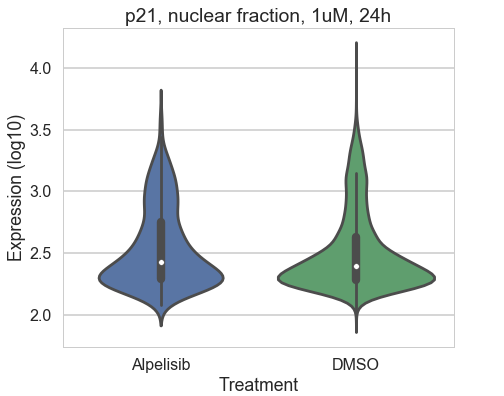 p21, nuclear fraction, 1uM, 24h
Expression (log10)
4.0
3.5
3.0
2.5
2.0
Alpelisib
DMSO
Treatment